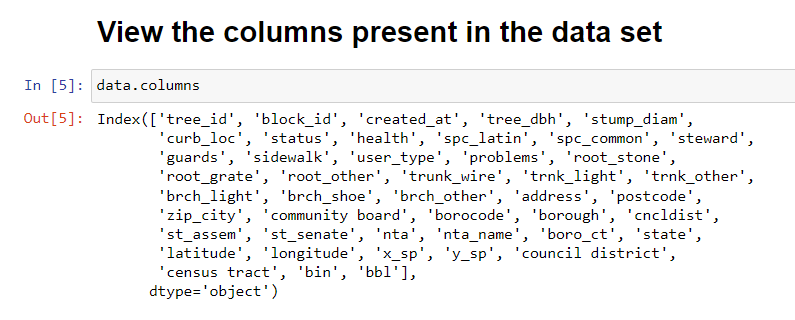 View the columns present in the data set
In [5]: data.columns
Out[5]: Index(['tree_id', 'block_id', 'created_at', 'tree_dbh', 'stump_diam',
'curb_loc', 'status', 'health', 'spc_latin', 'spc_common', 'steward',
'guards', 'sidewalk', 'user_type', 'problems', 'root_stone',
'root_grate', 'root_other', 'trunk_wire', 'trnk_light', 'trnk_other',
'brch_light', 'brch_shoe', 'brch_other', 'address', 'postcode',
'zip_city', 'community board', 'borocode', 'borough', 'cncldist',
'st_assem', 'st_senate', 'nta', 'nta_name', 'boro_ct', 'state',
'latitude', 'longitude', 'x_sp', 'y_sp', 'council district',
'census tract', 'bin', 'bbl'],
dtype='object')